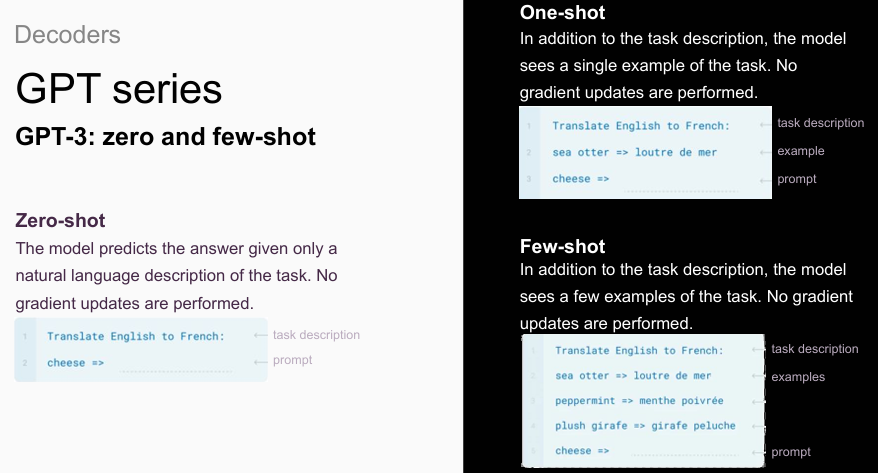 Decoders
GPT series
GPT-3: zero and few-shot
Zero-shot
The model predicts the answer given only a
natural language description of the task. No
gradient updates are performed.
1 Translate English to French: ← task description
2 cheese => ← prompt
One-shot
In addition to the task description, the model
sees a single example of the task. No
gradient updates are performed.
1 Translate English to French: ← task description
2 sea otter => loutre de mer ← example
3 cheese => ← prompt
Few-shot
In addition to the task description, the model
sees a few examples of the task. No gradient
updates are performed.
Translate English to French: ← task description
sea otter => loutre de mer ← examples
peppermint => menthe poivrée ←
plush girafe => girafe peluche ←
cheese => ← prompt